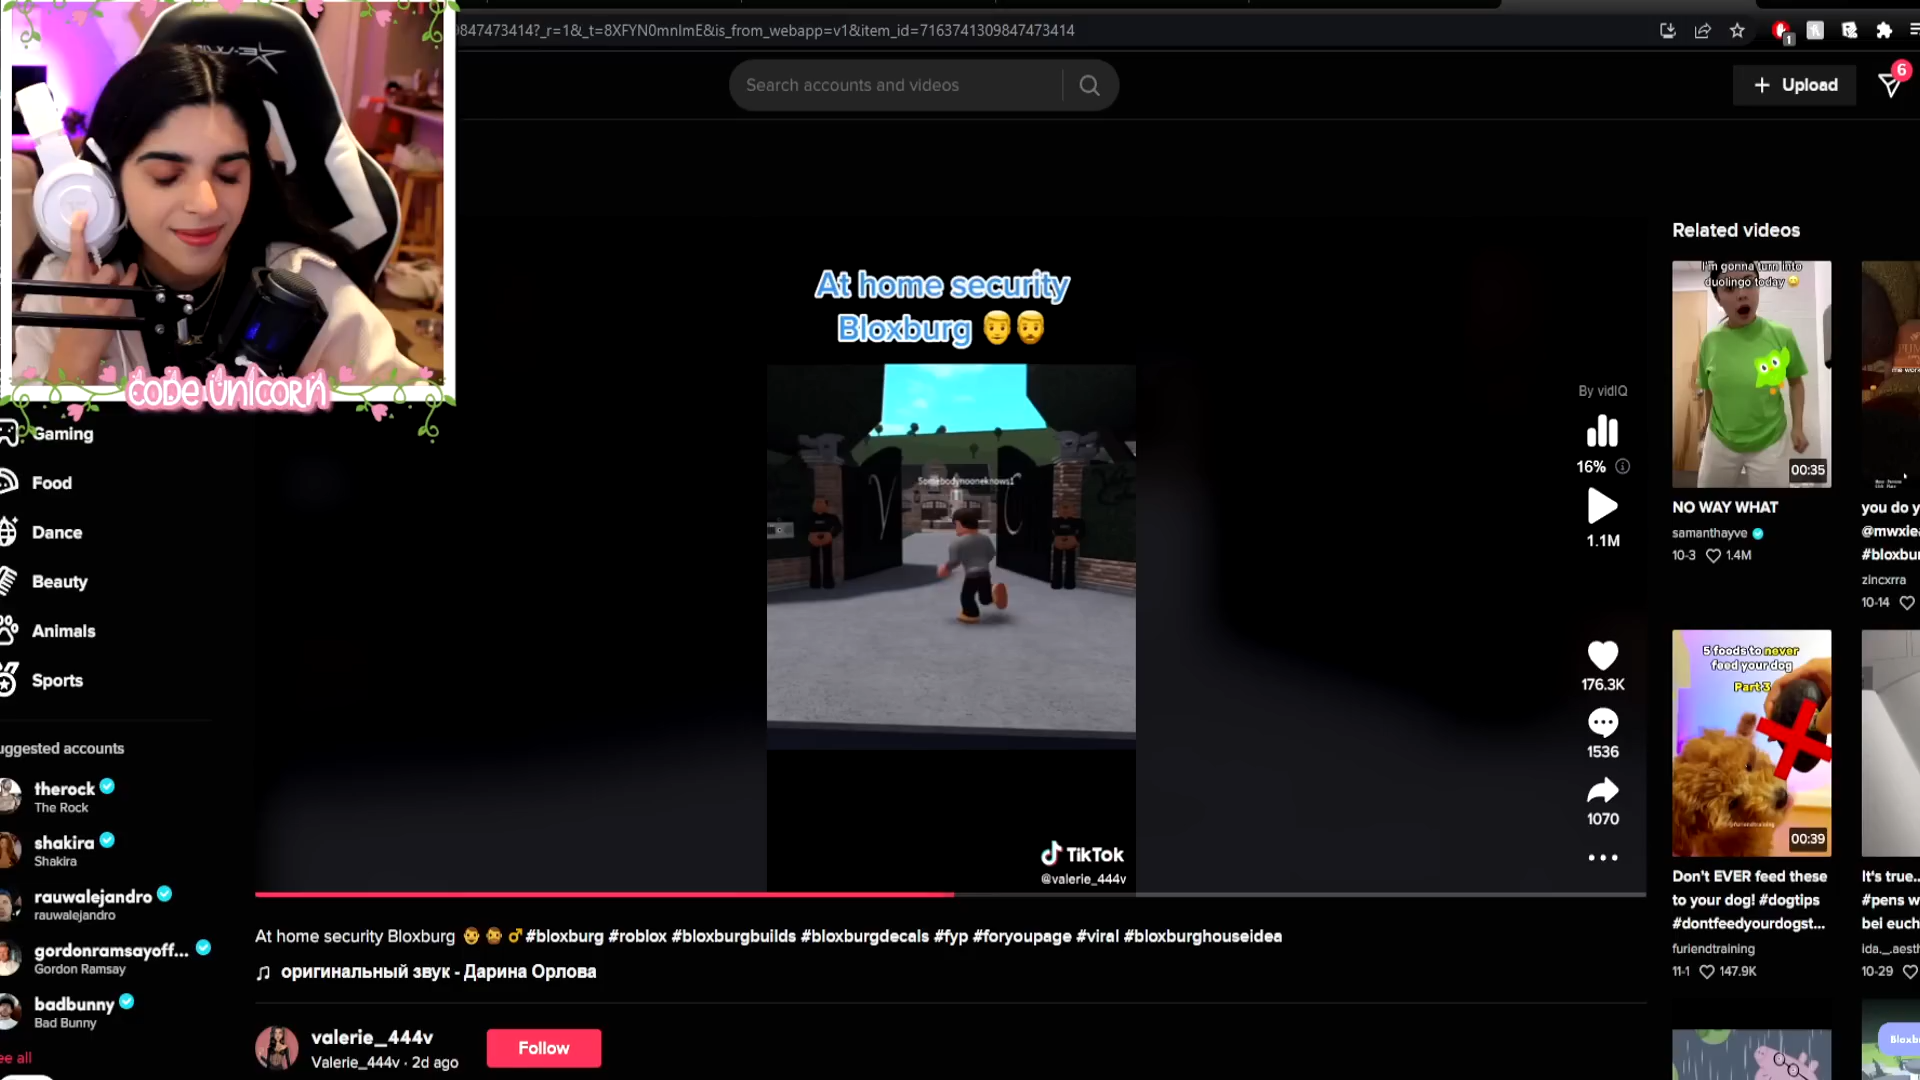 9847473414?_r=1&_t=8XFYN0mnImE&is_from_webapp=v1&item_id=7163741309847473414
1
Search accounts and videos
Upload
6
CODE UNICORN
Gaming
Food
Dance
Beauty
Animals
Sports
uggested accounts
therock
The Rock
shakira
Shakira
rauwalejandro
rauwalejandro
gordonramsayoff...
Gordon Ramsay
badbunny
Bad Bunny
ee all
At home security
Bloxburg
Somebodynooneknows1
V C
TikTok
@valerie_444v
By vidIQ
16%
1.1M
176.3K
1536
1070
At home security Bloxburg #bloxburg #roblox #bloxburgbuilds #bloxburgdecals #fyp #foryoupage #viral #bloxburghouseidea
оригинальный звук - Дарина Орлова
valerie_444v
Valerie_444v · 2d ago
Follow
Related videos
I'm gonna turn into
duolingo today
00:35
NO WAY WHAT
samanthayve
10-3 1.4M
you do y
@mwxie
#bloxbu
zincxrra
10-14
5 foods to never
feed your dog
Part 3
00:39
Don't EVER feed these
to your dog! #dogtips
#dontfeedyourdogst...
furiendtraining
11-1 147.9K
It's true...
#pens w
bei euch
ida._.aest
10-29
Bloxb